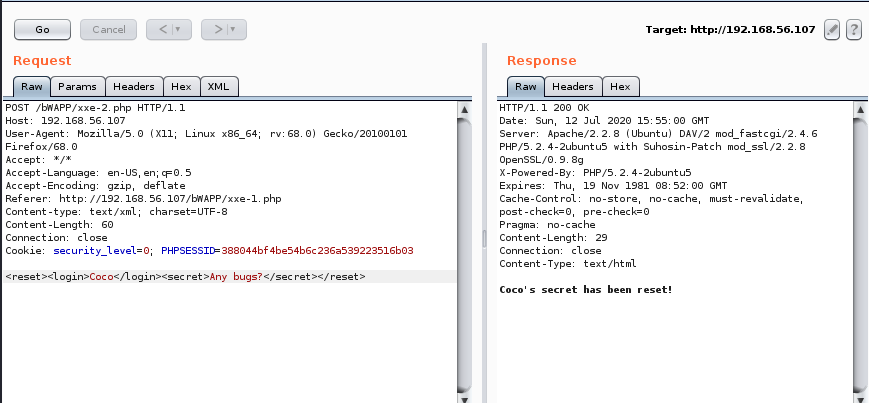 Go Cancel < > Target: http://192.168.56.107 ?
Request
Raw Params Headers Hex XML
POST /bWAPP/xxe-2.php HTTP/1.1
Host: 192.168.56.107
User-Agent: Mozilla/5.0 (X11; Linux x86_64; rv:68.0) Gecko/20100101
Firefox/68.0
Accept: */*
Accept-Language: en-US,en;q=0.5
Accept-Encoding: gzip, deflate
Referer: http://192.168.56.107/bWAPP/xxe-1.php
Content-type: text/xml; charset=UTF-8
Content-Length: 60
Connection: close
Cookie: security_level=0; PHPSESSID=388044bf4be54b6c236a539223516b03
<reset><login>Coco</login><secret>Any bugs?</secret></reset>
Response
Raw Headers Hex
HTTP/1.1 200 OK
Date: Sun, 12 Jul 2020 15:55:00 GMT
Server: Apache/2.2.8 (Ubuntu) DAV/2 mod_fastcgi/2.4.6
PHP/5.2.4-2ubuntu5 with Suhosin-Patch mod_ssl/2.2.8
OpenSSL/0.9.8g
X-Powered-By: PHP/5.2.4-2ubuntu5
Expires: Thu, 19 Nov 1981 08:52:00 GMT
Cache-Control: no-store, no-cache, must-revalidate,
post-check=0, pre-check=0
Pragma: no-cache
Content-Length: 29
Connection: close
Content-Type: text/html
Coco's secret has been reset!